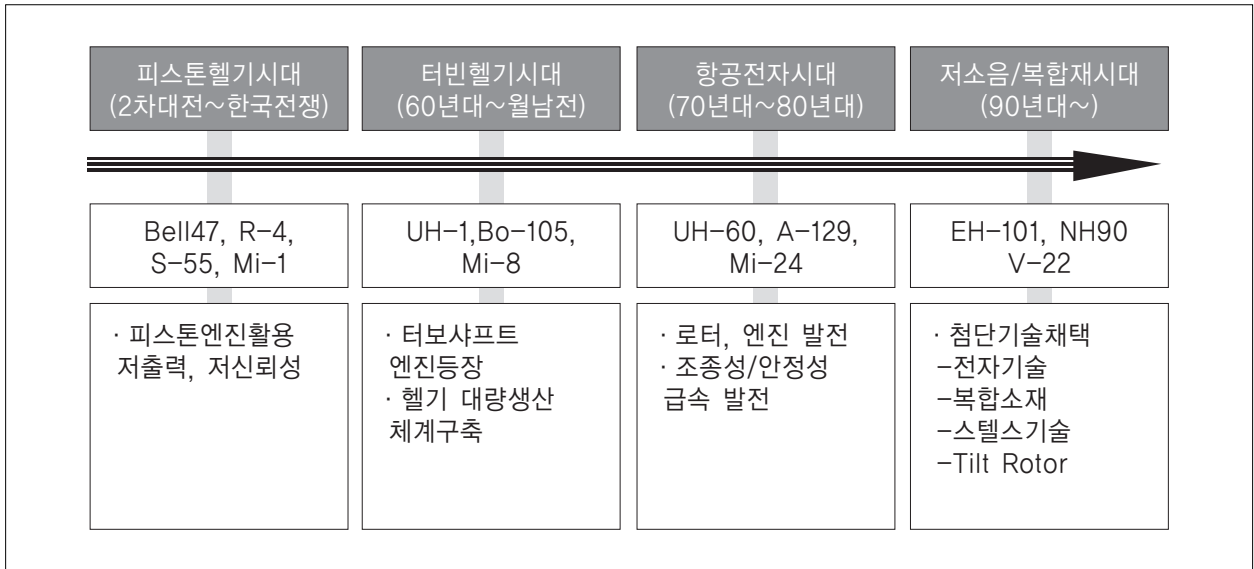 피스톤헬기시대
(2차대전~한국전쟁)
터빈헬기시대
(60년대~월남전)
항공전자시대
(70년대~80년대)
저소음/복합재시대
(90년대~)
Bell47, R-4,
S-55, Mi-1
UH-1,Bo-105,
Mi-8
UH-60, A-129,
Mi-24
EH-101, NH90
V-22
· 피스톤엔진활용
저출력, 저신뢰성
· 터보샤프트
엔진등장
· 헬기 대량생산
체계구축
· 로터, 엔진 발전
· 조종성/안정성
급속 발전
· 첨단기술채택
-전자기술
-복합소재
-스텔스기술
-Tilt Rotor